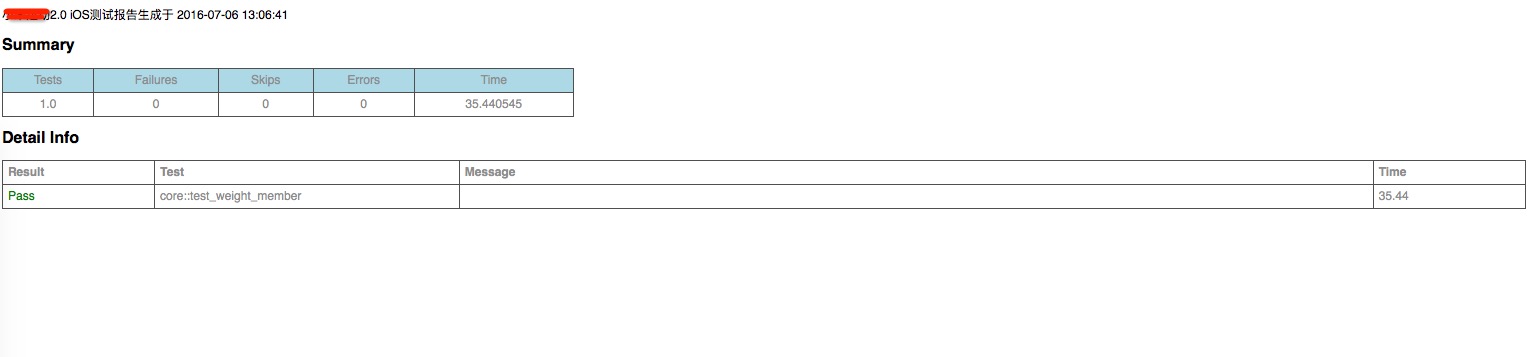 2.0 iOS测试报告生成于 2016-07-06 13:06:41
Summary
Tests Failures Skips Errors Time
1.0 0 0 0 35.440545
Detail Info
Result Test Message Time
Pass core::test_weight_member 35.44